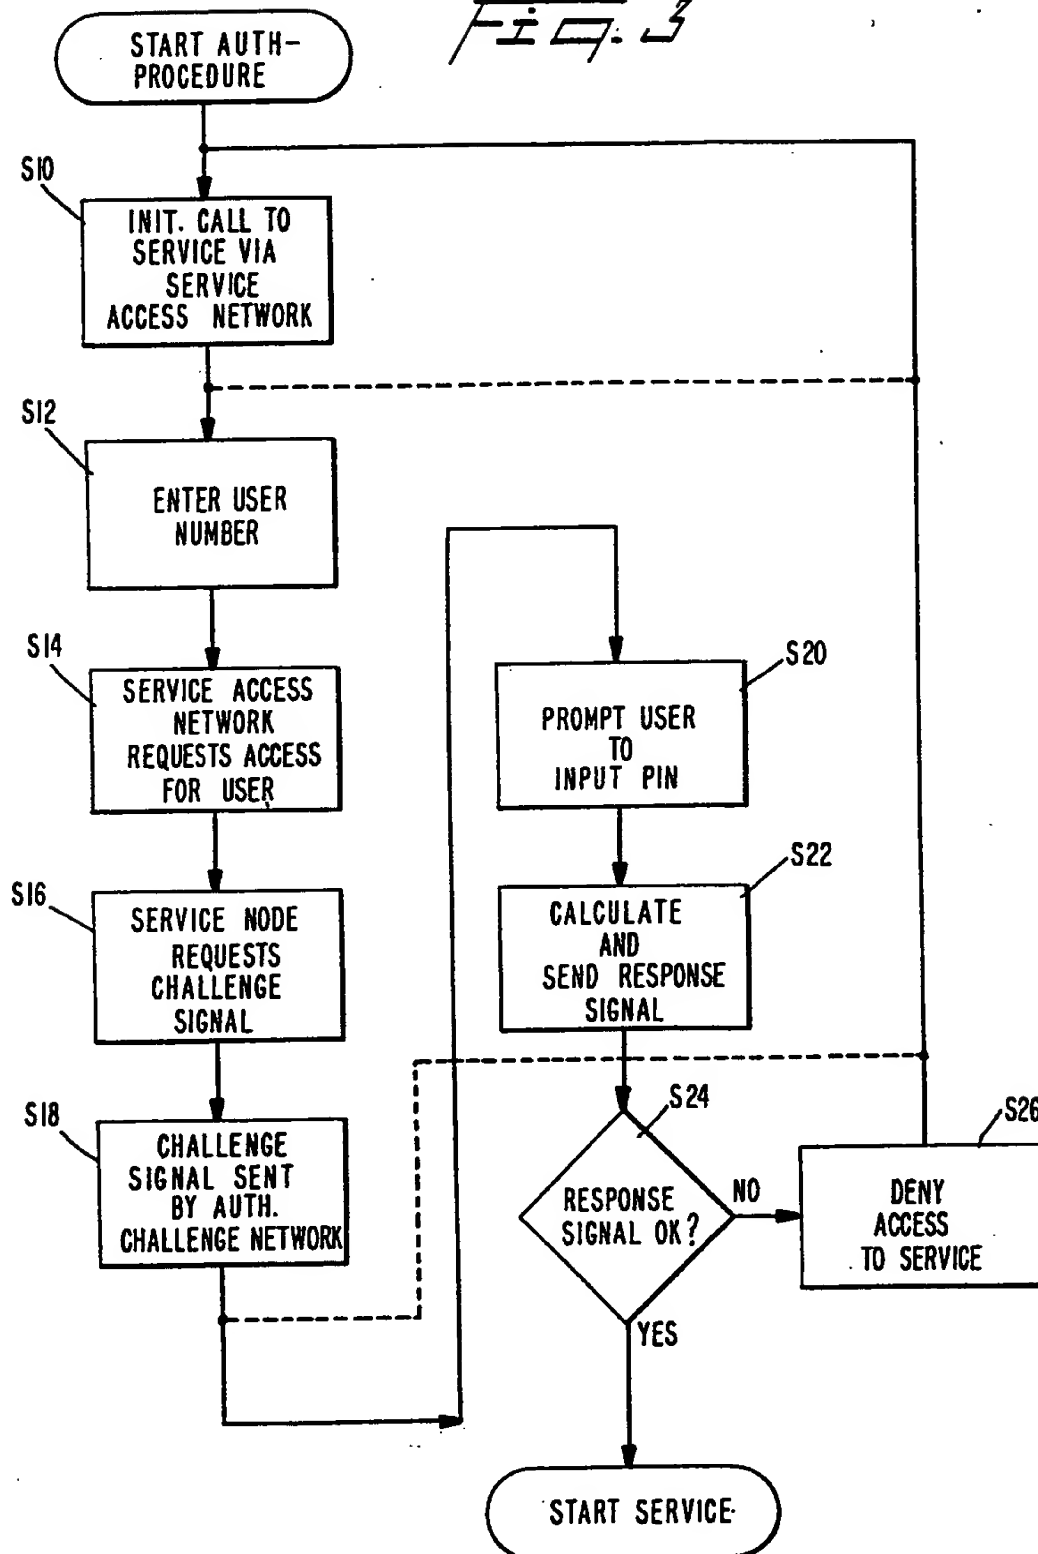 Fig. 3
START AUTH-
PROCEDURE
S10
INIT. CALL TO
SERVICE VIA
SERVICE
ACCESS NETWORK
S12
ENTER USER
NUMBER
S14
SERVICE ACCESS
NETWORK
REQUESTS ACCESS
FOR USER
S16
SERVICE NODE
REQUESTS
CHALLENGE
SIGNAL
S18
CHALLENGE
SIGNAL SENT
BY AUTH.
CHALLENGE NETWORK
S20
PROMPT USER
TO
INPUT PIN
S22
CALCULATE
AND
SEND RESPONSE
SIGNAL
S24
RESPONSE
SIGNAL OK?
NO
YES
S26
DENY
ACCESS
TO SERVICE
START SERVICE